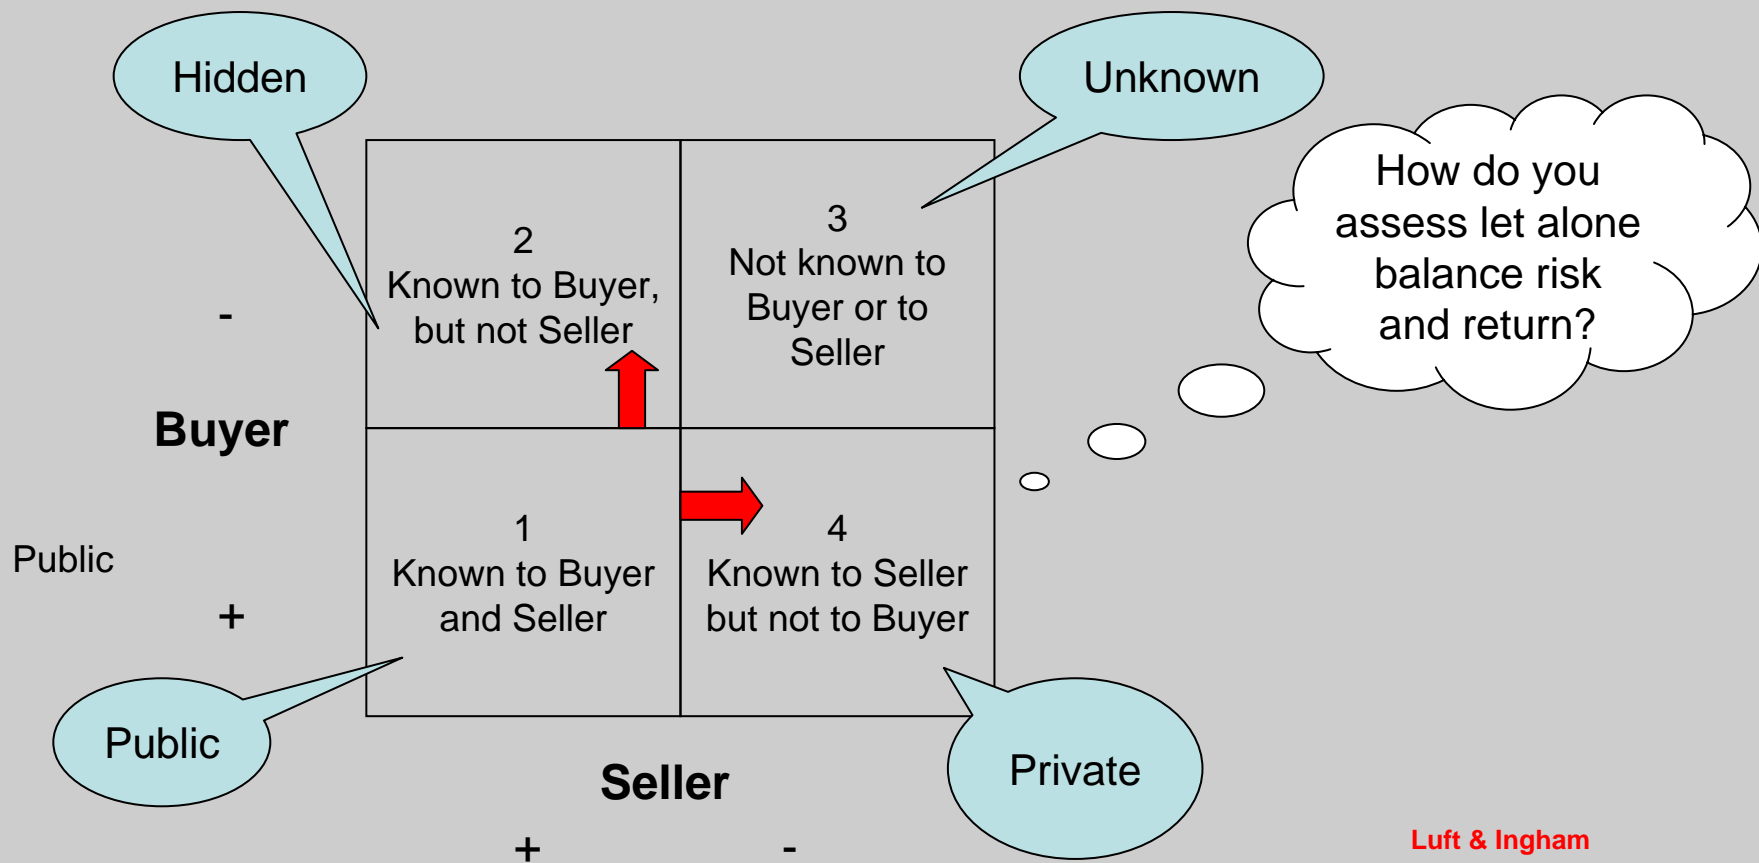 Hidden
Unknown
How do you
assess let alone
balance risk
and return?
2
Known to Buyer,
but not Seller
3
Not known to
Buyer or to
Seller
-
Buyer
Public
+
1
Known to Buyer
and Seller
4
Known to Seller
but not to Buyer
Public
Private
Seller
+ -
Luft & Ingham